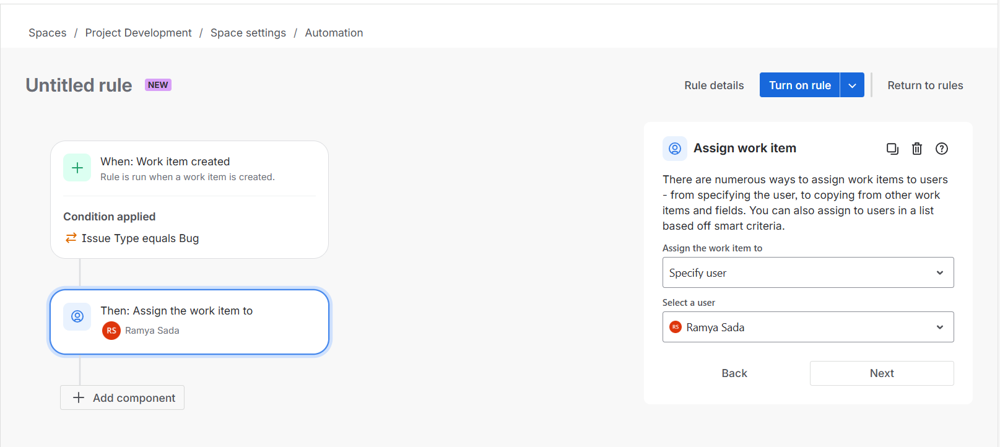 Spaces / Project Development / Space settings / Automation
Untitled rule NEW
Rule details Turn on rule Return to rules
When: Work item created
Rule is run when a work item is created.
Condition applied
Issue Type equals Bug
Then: Assign the work item to
RS Ramya Sada
Add component
Assign work item
There are numerous ways to assign work items to users
- from specifying the user, to copying from other work
items and fields. You can also assign to users in a list
based off smart criteria.
Assign the work item to
Specify user
Select a user
RS Ramya Sada
Back Next